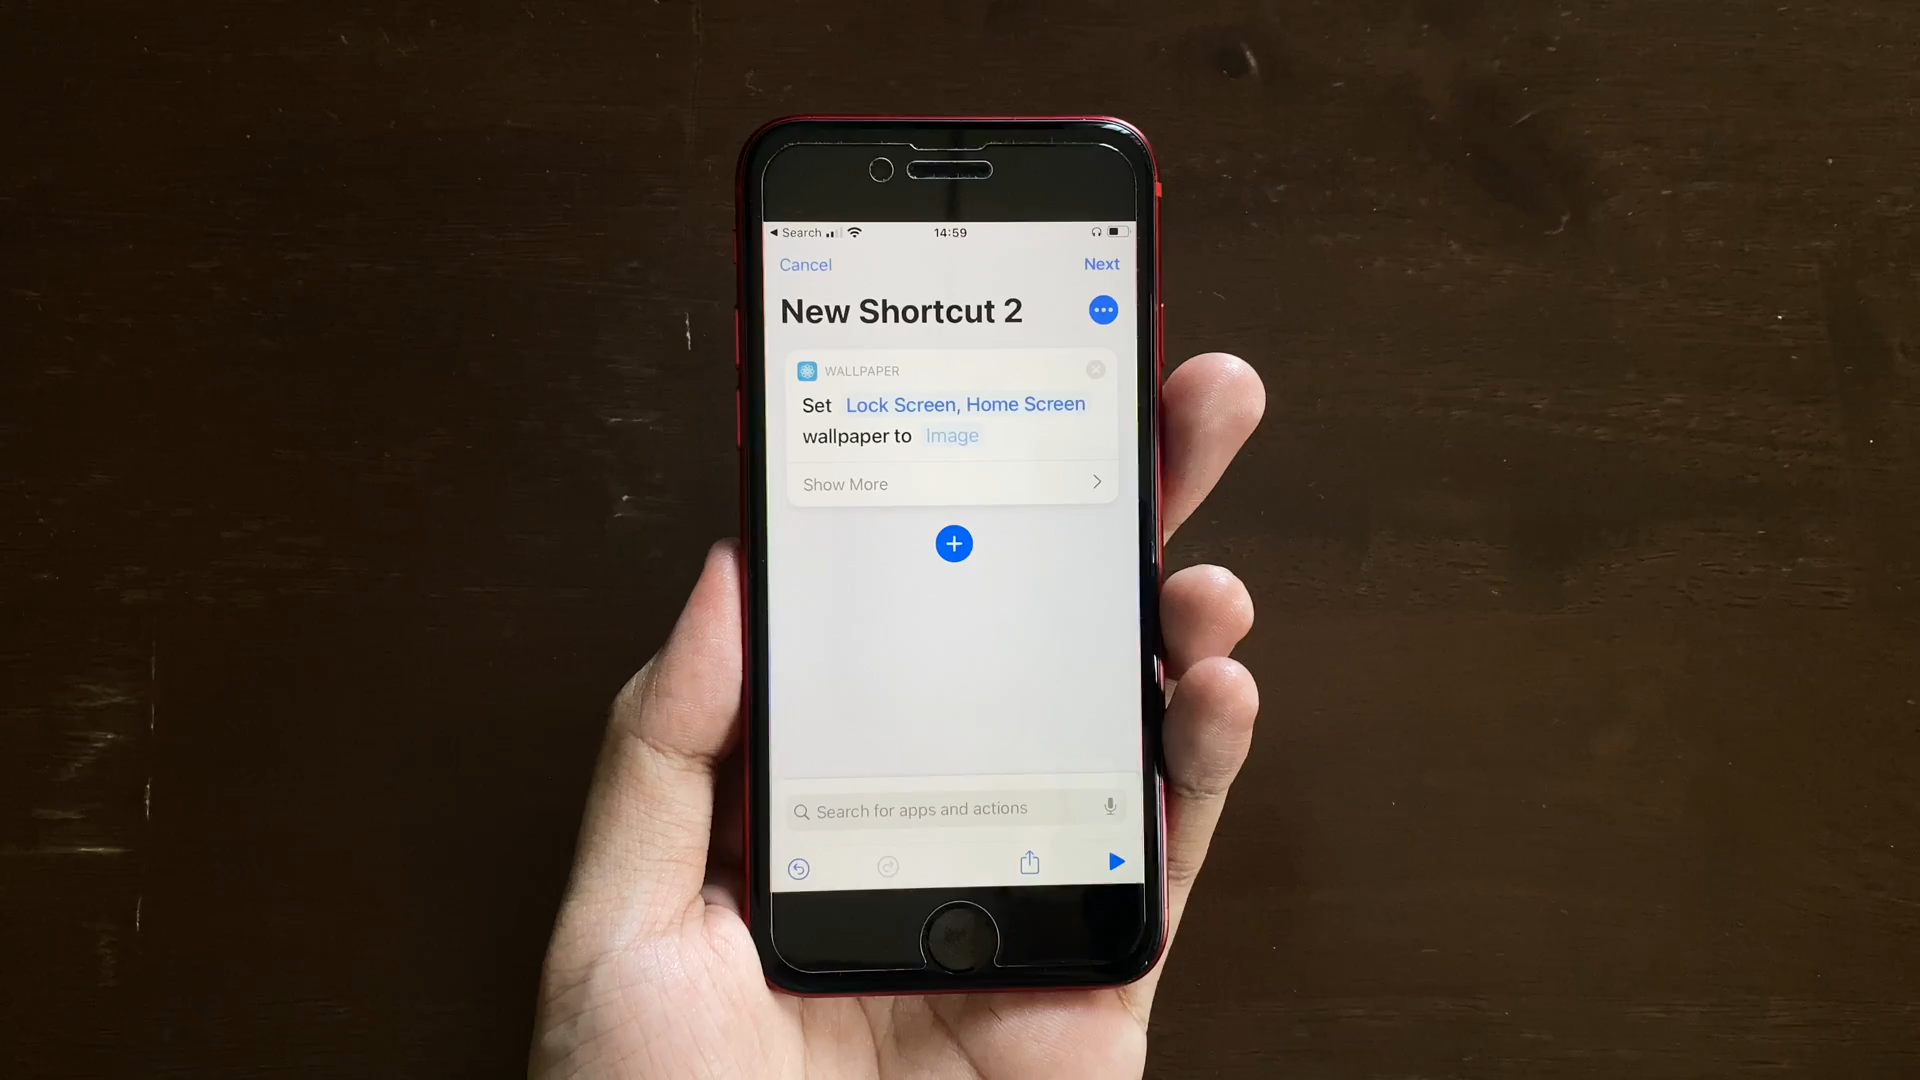 Search
14:59
Cancel
Next
New Shortcut 2
WALLPAPER
Set Lock Screen, Home Screen
wallpaper to Image
Show More
Search for apps and actions